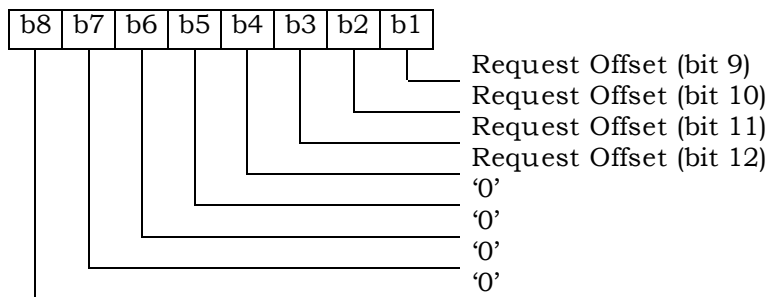 b8 b7 b6 b5 b4 b3 b2 b1
Request Offset (bit 9)
Request Offset (bit 10)
Request Offset (bit 11)
Request Offset (bit 12)
‘0’
‘0’
‘0’
‘0’